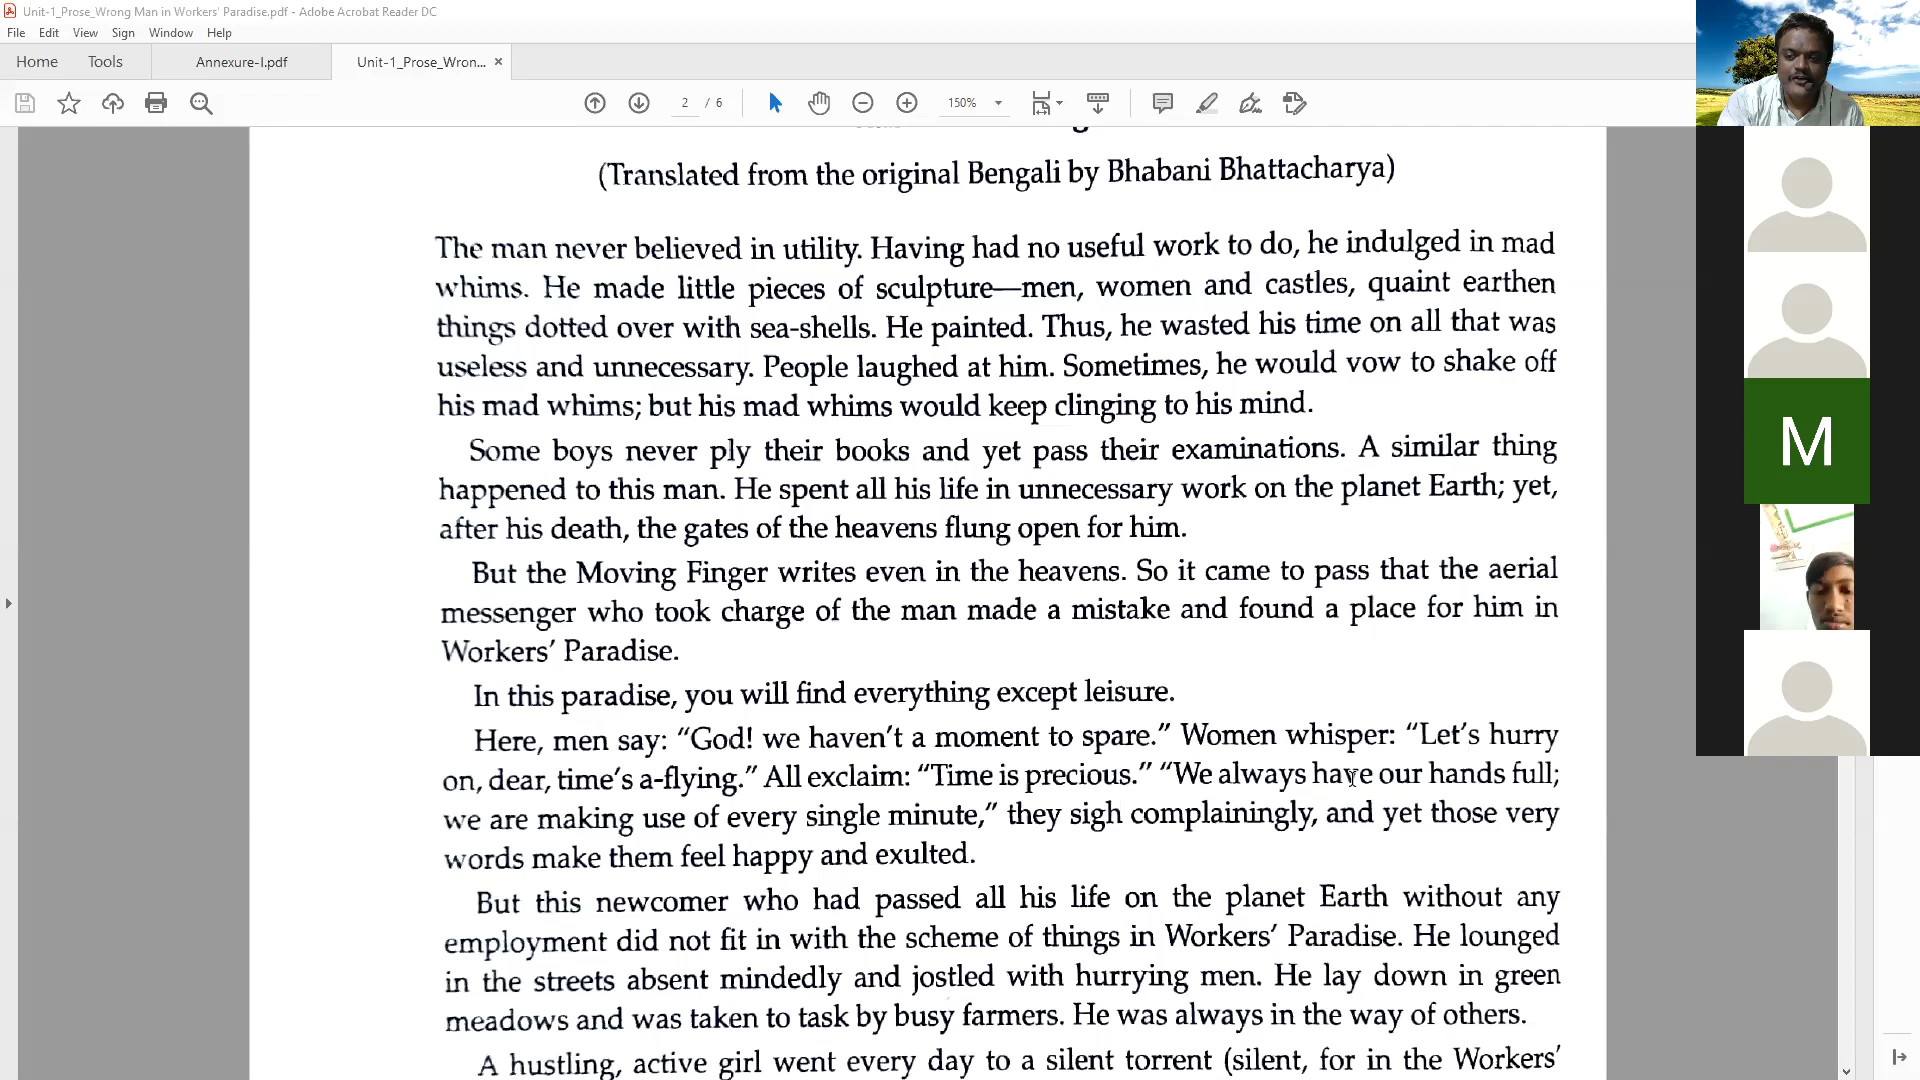 Unit-1_Prose_Wrong Man in Workers' Paradise.pdf - Adobe Acrobat Reader DC
File Edit View Sign Window Help
Home Tools Annexure-I.pdf Unit-1_Prose_Wron... ×
2 / 6 150%
(Translated from the original Bengali by Bhabani Bhattacharya)
The man never believed in utility. Having had no useful work to do, he indulged in mad
whims. He made little pieces of sculpture—men, women and castles, quaint earthen
things dotted over with sea-shells. He painted. Thus, he wasted his time on all that was
useless and unnecessary. People laughed at him. Sometimes, he would vow to shake off
his mad whims; but his mad whims would keep clinging to his mind.
Some boys never ply their books and yet pass their examinations. A similar thing
happened to this man. He spent all his life in unnecessary work on the planet Earth; yet,
after his death, the gates of the heavens flung open for him.
But the Moving Finger writes even in the heavens. So it came to pass that the aerial
messenger who took charge of the man made a mistake and found a place for him in
Workers' Paradise.
In this paradise, you will find everything except leisure.
Here, men say: “God! we haven't a moment to spare.” Women whisper: “Let's hurry
on, dear, time's a-flying.” All exclaim: “Time is precious.” “We always have our hands full;
we are making use of every single minute,” they sigh complainingly, and yet those very
words make them feel happy and exulted.
But this newcomer who had passed all his life on the planet Earth without any
employment did not fit in with the scheme of things in Workers' Paradise. He lounged
in the streets absent mindedly and jostled with hurrying men. He lay down in green
meadows and was taken to task by busy farmers. He was always in the way of others.
A hustling, active girl went every day to a silent torrent (silent, for in the Workers'
M